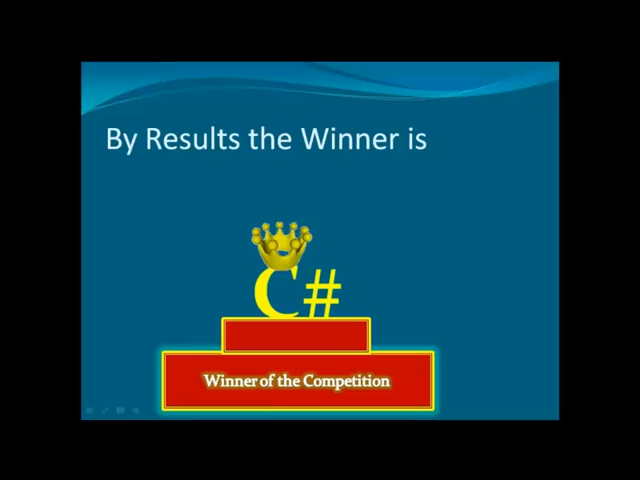 By Results the Winner is
C#
Winner of the Competition